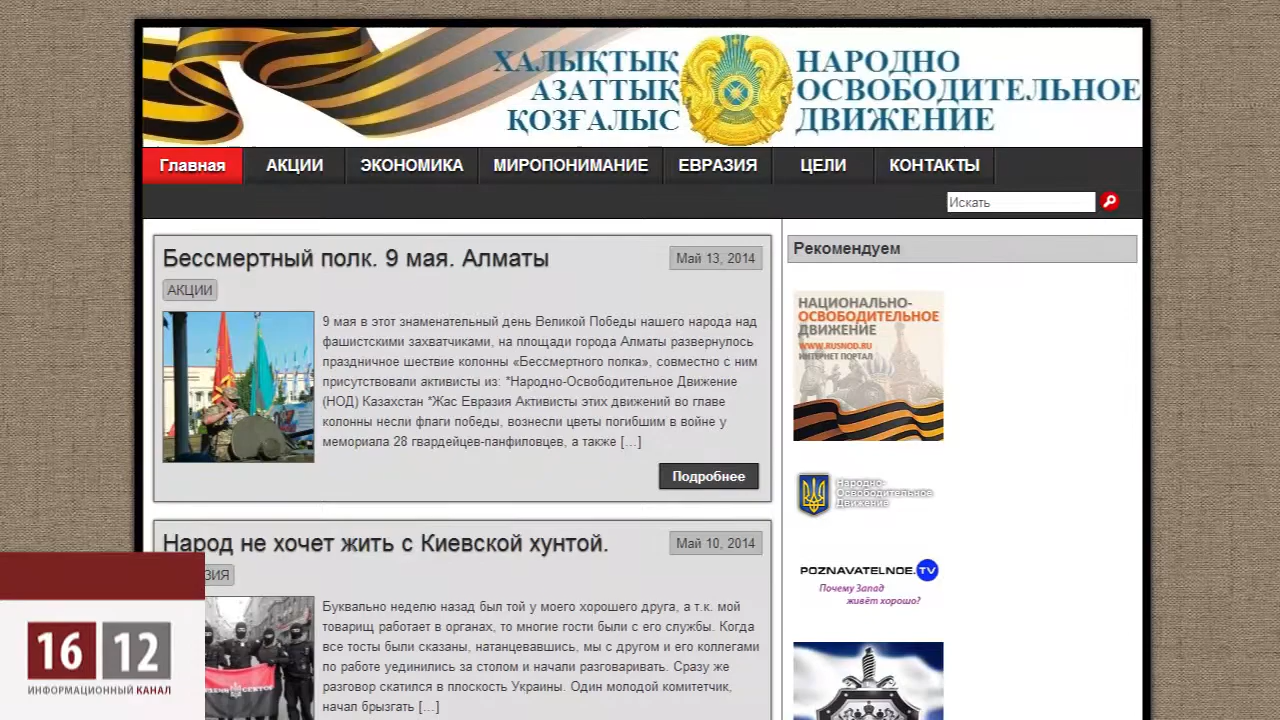 ХАЛЫҚТЫҚ
АЗАТТЫҚ
ҚОЗҒАЛЫС
НАРОДНО
ОСВОБОДИТЕЛЬНОЕ
ДВИЖЕНИЕ
Главная АКЦИИ ЭКОНОМИКА МИРОПОНИМАНИЕ ЕВРАЗИЯ ЦЕЛИ КОНТАКТЫ
Искать
Бессмертный полк. 9 мая. Алматы
Май 13, 2014
АКЦИИ
9 мая в этот знаменательный день Великой Победы нашего народа над
фашистскими захватчиками, на площади города Алматы развернулось
праздничное шествие колонны «Бессмертного полка», совместно с ним
присутствовали активисты из: *Народно-Освободительное Движение
(НОД) Казахстан *Жас Евразия Активисты этих движений во главе
колонны несли флаги победы, вознесли цветы погибшим в войне у
мемориала 28 гвардейцев-панфиловцев, а также [...]
Подробнее
Народ не хочет жить с Киевской хунтой.
Май 10, 2014
ЗИЯ
Буквально неделю назад был той у моего хорошего друга, а т.к. мой
товарищ работает в органах, то многие гости были с его службы. Когда
все тосты были сказаны, натанцевавшись, мы с другом и его коллегами
по работе уединились за столом и начали разговаривать. Сразу же
разговор скатился в плоскость Украины. Один молодой комитетчик,
начал брызгать [...]
Рекомендуем
НАЦИОНАЛЬНО-
ОСВОБОДИТЕЛЬНОЕ
ДВИЖЕНИЕ
WWW.RUSNOD.RU
ИНТЕРНЕТ ПОРТАЛ
Народно-
Освободительное
Движение
POZNAVATELNOE.TV
Почему Запад
живёт хорошо?
16 12
ИНФОРМАЦИОННЫЙ КАНАЛ